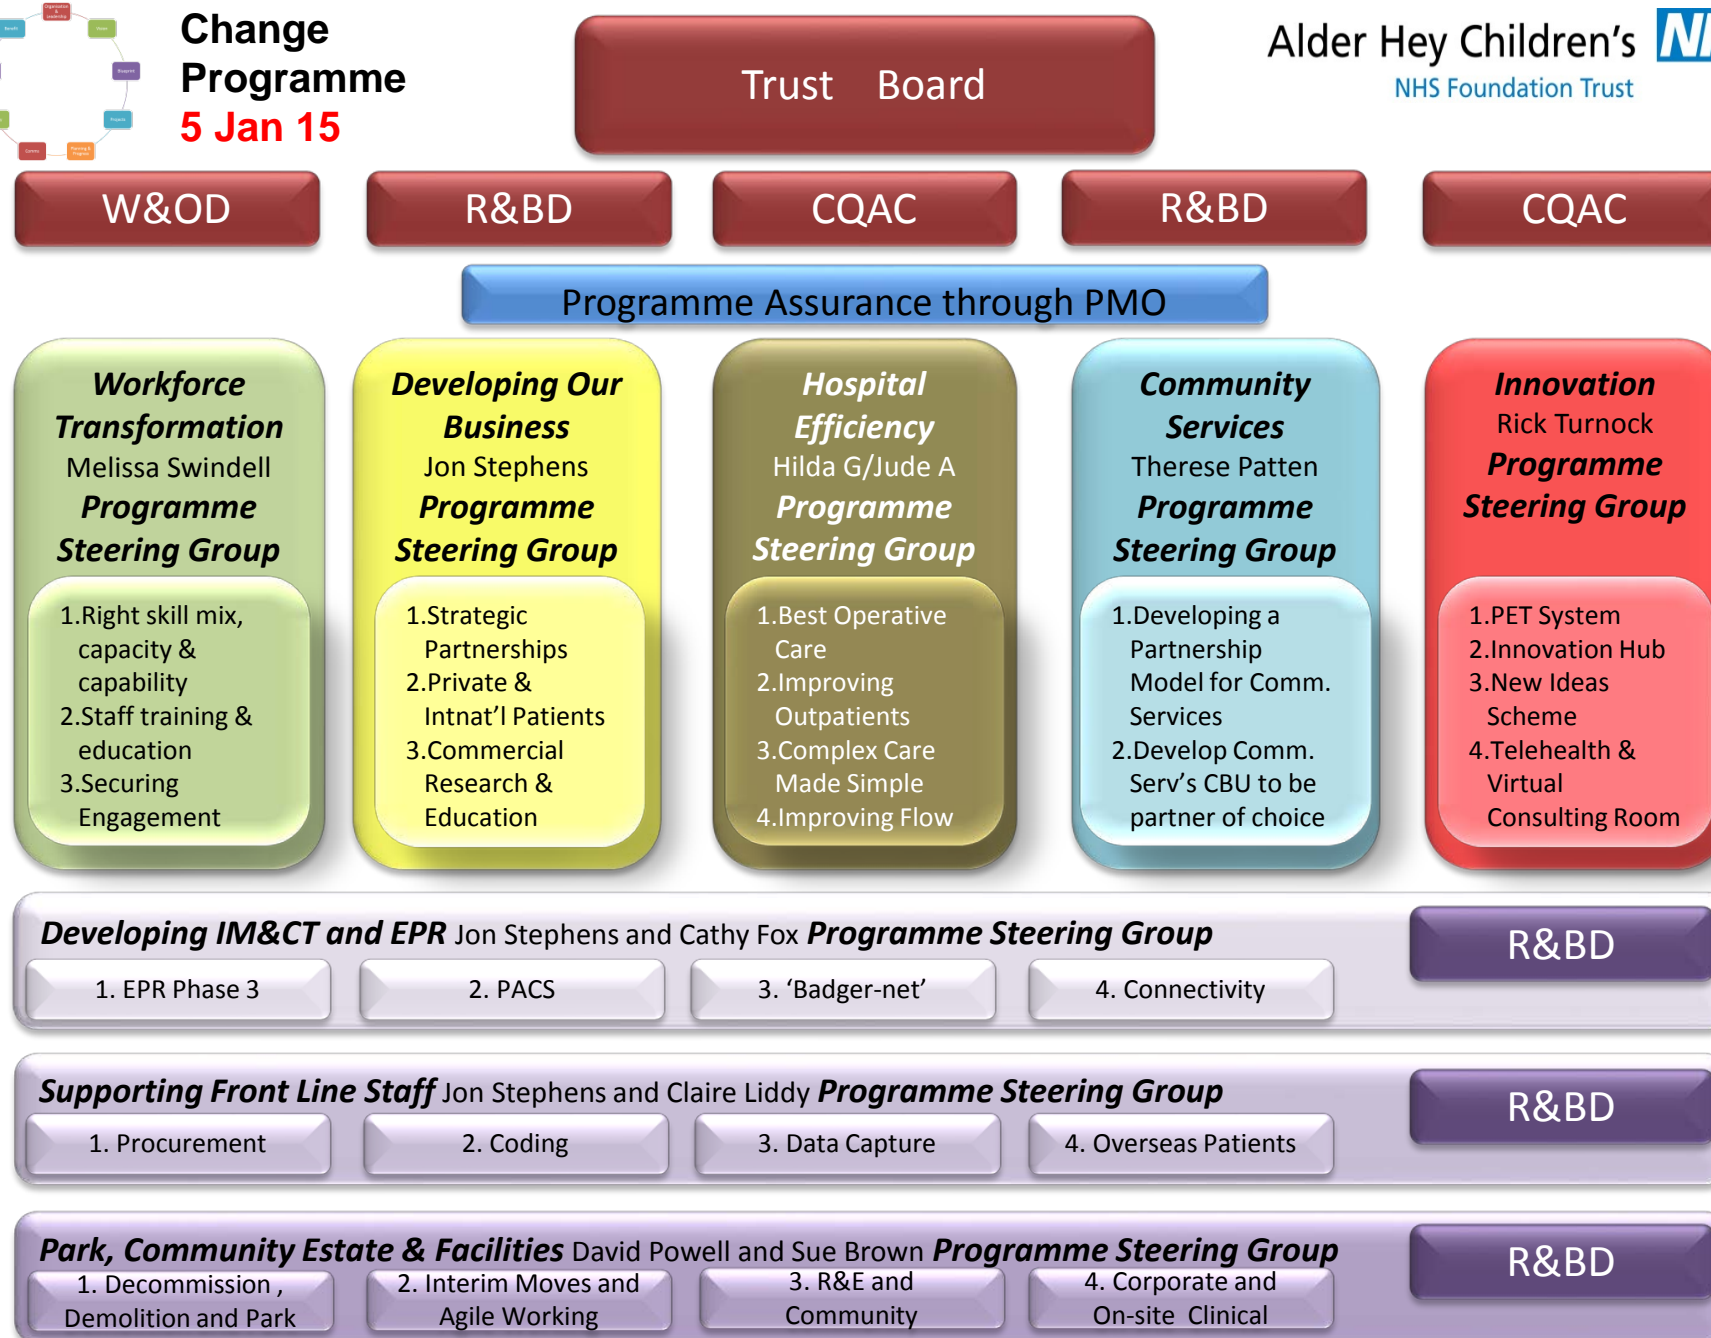 Organisation
&
Leadership
Benefit
Vision
Blueprint
Projects
Planning &
Progress
Comms
Change
Programme
5 Jan 15
Trust Board
Alder Hey Children's
NHS Foundation Trust
W&OD
R&BD
CQAC
R&BD
CQAC
Programme Assurance through PMO
Workforce
Transformation
Melissa Swindell
Programme
Steering Group
1.Right skill mix,
capacity &
capability
2.Staff training &
education
3.Securing
Engagement
Developing Our
Business
Jon Stephens
Programme
Steering Group
1.Strategic
Partnerships
2.Private &
Intnat'l Patients
3.Commercial
Research &
Education
Hospital
Efficiency
Hilda G/Jude A
Programme
Steering Group
1.Best Operative
Care
2.Improving
Outpatients
3.Complex Care
Made Simple
4.Improving Flow
Community
Services
Therese Patten
Programme
Steering Group
1.Developing a
Partnership
Model for Comm.
Services
2.Develop Comm.
Serv's CBU to be
partner of choice
Innovation
Rick Turnock
Programme
Steering Group
1.PET System
2.Innovation Hub
3.New Ideas
Scheme
4.Telehealth &
Virtual
Consulting Room
Developing IM&CT and EPR Jon Stephens and Cathy Fox Programme Steering Group
R&BD
1. EPR Phase 3
2. PACS
3. ‘Badger-net’
4. Connectivity
Supporting Front Line Staff Jon Stephens and Claire Liddy Programme Steering Group
R&BD
1. Procurement
2. Coding
3. Data Capture
4. Overseas Patients
Park, Community Estate & Facilities David Powell and Sue Brown Programme Steering Group
R&BD
1. Decommission ,
Demolition and Park
2. Interim Moves and
Agile Working
3. R&E and
Community
4. Corporate and
On-site Clinical